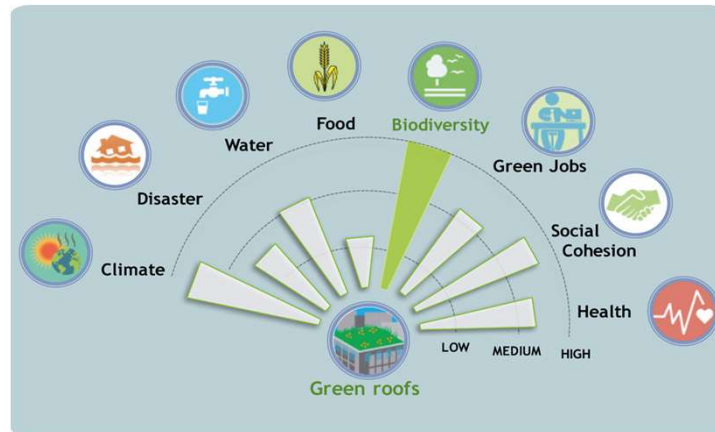 Food
Biodiversity
Water
Green Jobs
Disaster
Social
Cohesion
Climate
Health
LOW
MEDIUM
HIGH
Green roofs